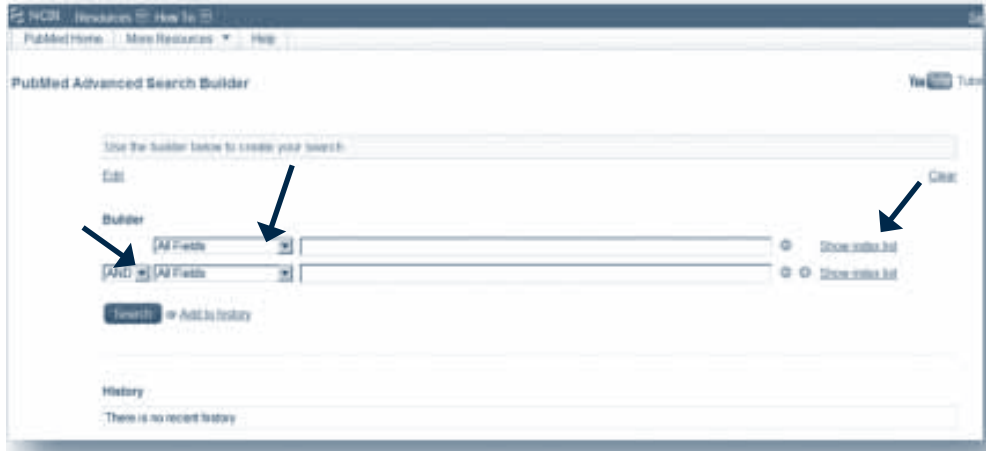 NCBI Resources How To
PubMed Home More Resources Help
PubMed Advanced Search Builder
You Tube Tutor
Use the builder below to create your search
Edit Clear
Builder
All Fields Show index list
AND All Fields Show index list
Search or Add to history
History
There is no recent history